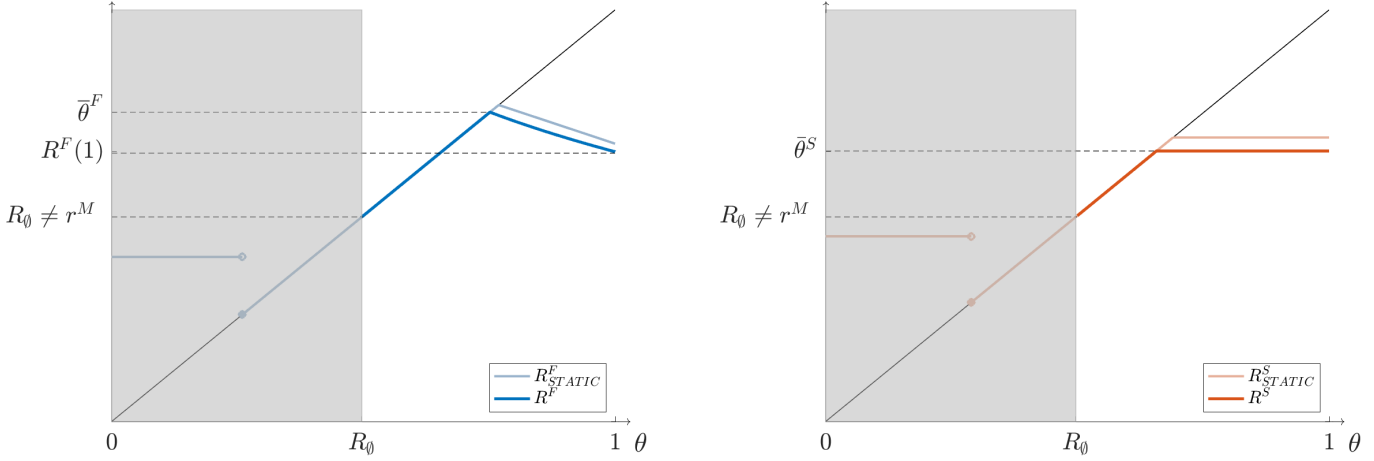 θ̅^F
R^F(1)
R_∅ ≠ r^M
R^F_STATIC
R^F
0
R_∅
1
θ
θ̅^S
R_∅ ≠ r^M
R^S_STATIC
R^S
0
R_∅
1
θ